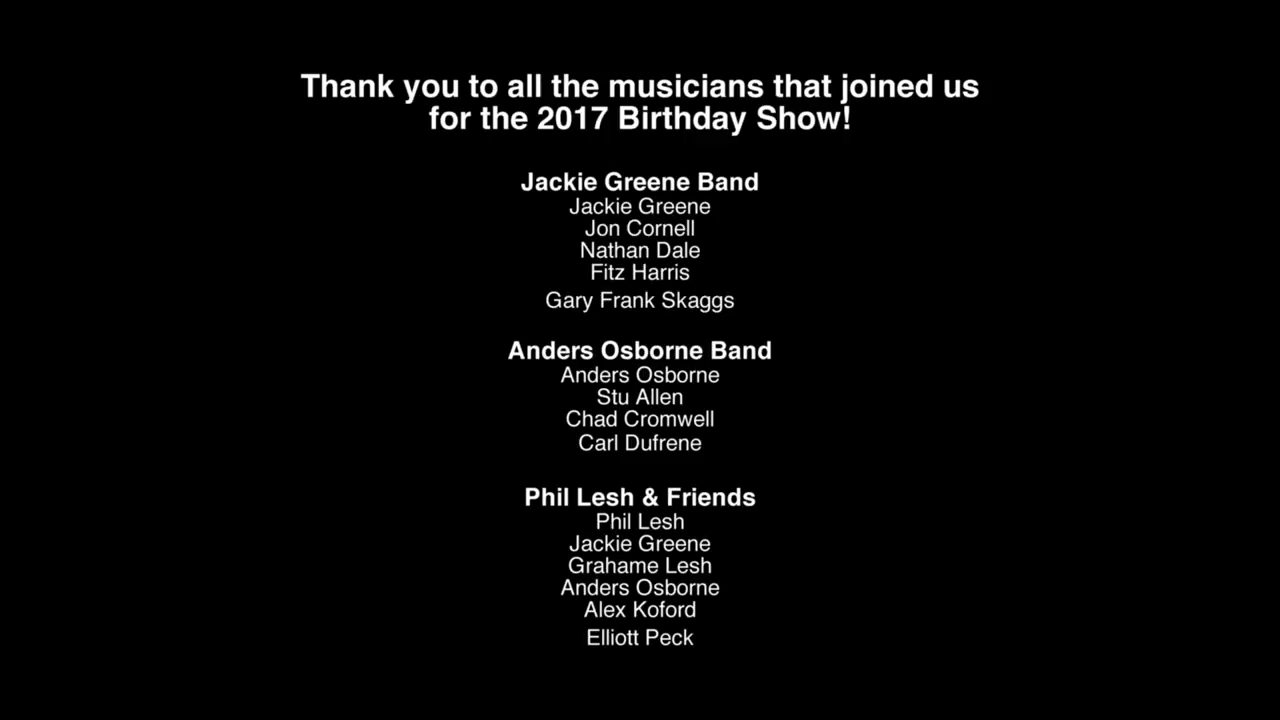 Thank you to all the musicians that joined us
for the 2017 Birthday Show!
Jackie Greene Band
Jackie Greene
Jon Cornell
Nathan Dale
Fitz Harris
Gary Frank Skaggs
Anders Osborne Band
Anders Osborne
Stu Allen
Chad Cromwell
Carl Dufrene
Phil Lesh & Friends
Phil Lesh
Jackie Greene
Grahame Lesh
Anders Osborne
Alex Koford
Elliott Peck